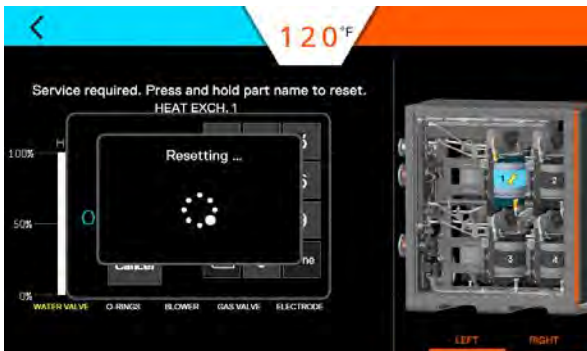 120°F
Service required. Press and hold part name to reset.
HEAT EXCH. 1
100%
H
Resetting ...
50%
0%
Cancel
WATER VALVE O-RINGS BLOWER GAS VALVE ELECTRODE
1
2
3
4
LEFT RIGHT